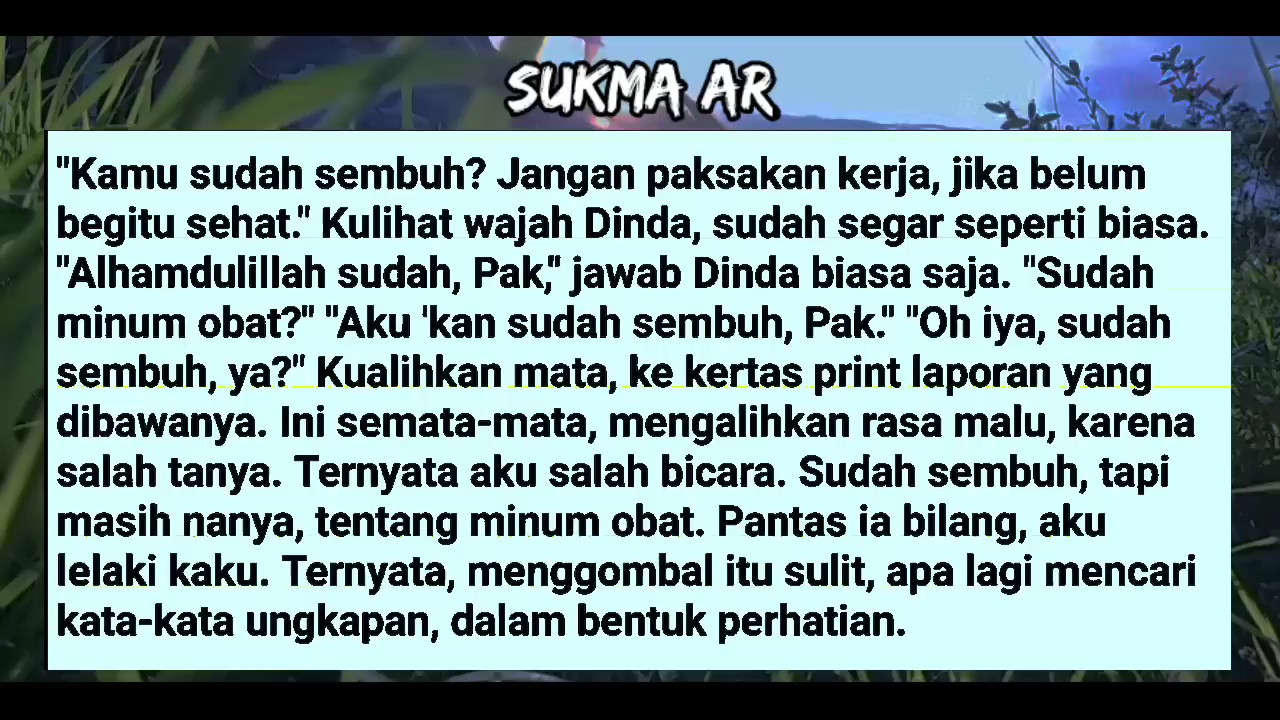 SUKMA AR
"Kamu sudah sembuh? Jangan paksakan kerja, jika belum
begitu sehat." Kulihat wajah Dinda, sudah segar seperti biasa.
"Alhamdulillah sudah, Pak," jawab Dinda biasa saja. "Sudah
minum obat?" "Aku 'kan sudah sembuh, Pak." "Oh iya, sudah
sembuh, ya?" Kualihkan mata, ke kertas print laporan yang
dibawanya. Ini semata-mata, mengalihkan rasa malu, karena
salah tanya. Ternyata aku salah bicara. Sudah sembuh, tapi
masih nanya, tentang minum obat. Pantas ia bilang, aku
lelaki kaku. Ternyata, menggombal itu sulit, apa lagi mencari
kata-kata ungkapan, dalam bentuk perhatian.